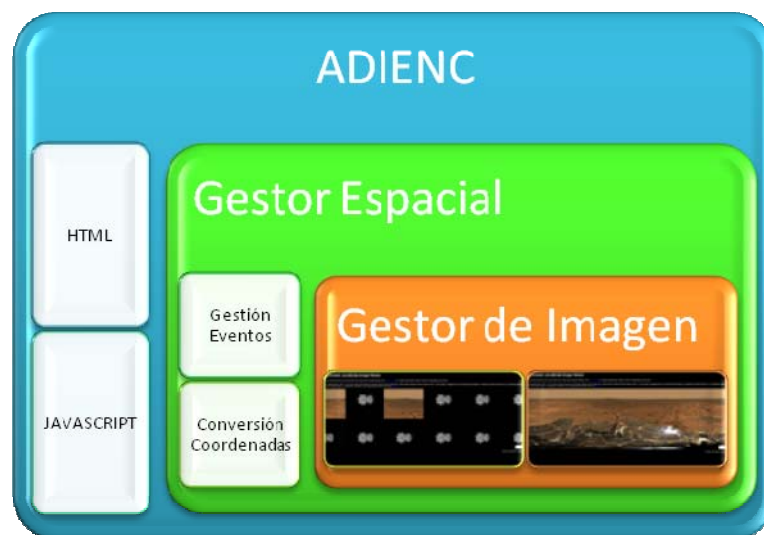 ADIENC
HTML
JAVASCRIPT
Gestor Espacial
Gestión
Eventos
Conversión
Coordenadas
Gestor de Imagen